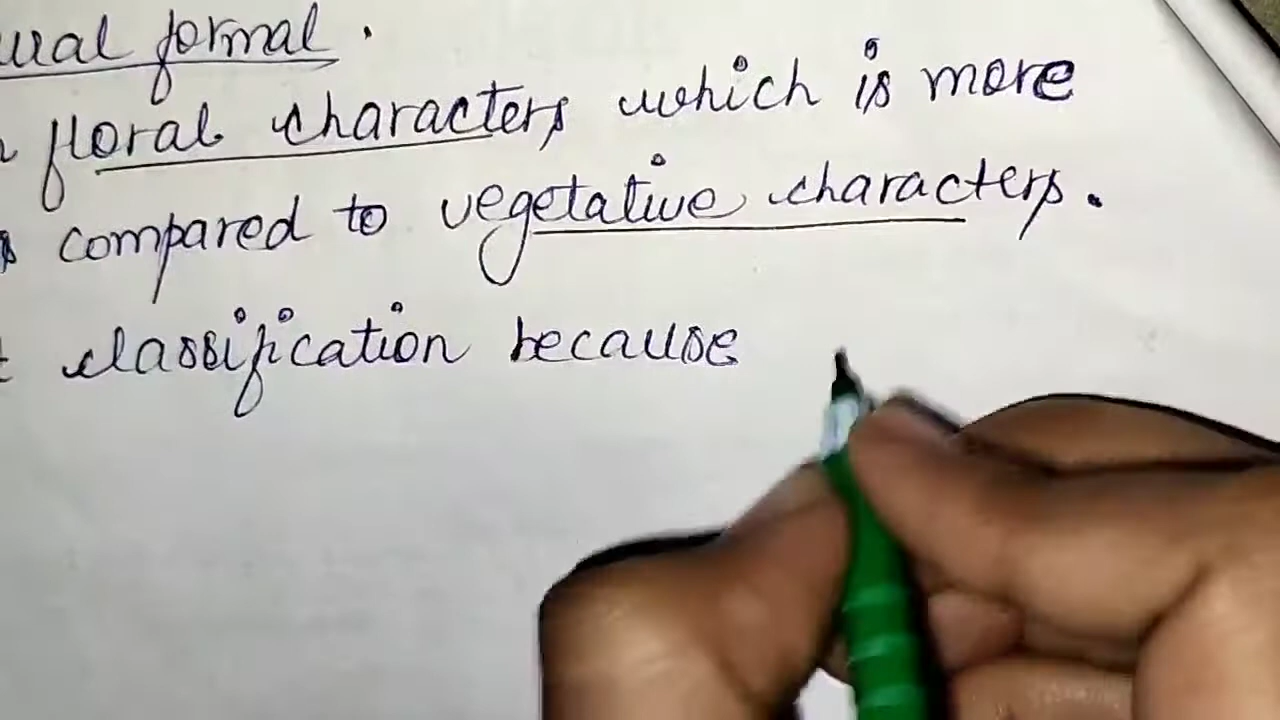 ual formal.
floral characters which is more
compared to vegetative characters.
classification because